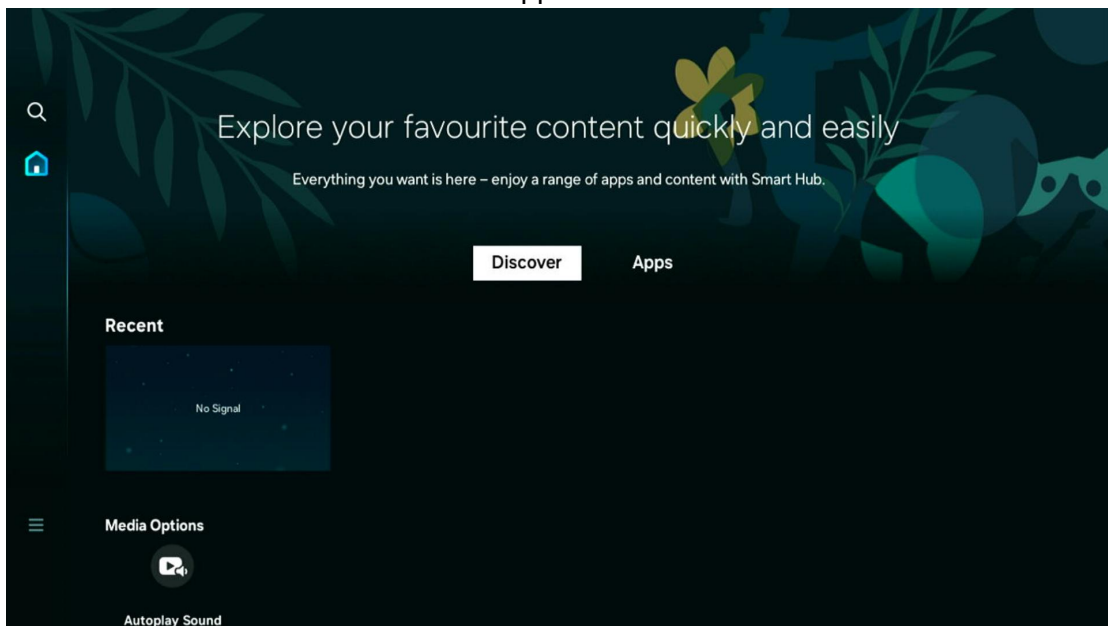 Explore your favourite content quickly and easily
Everything you want is here – enjoy a range of apps and content with Smart Hub.
Discover
Apps
Recent
No Signal
Media Options
Autoplay Sound